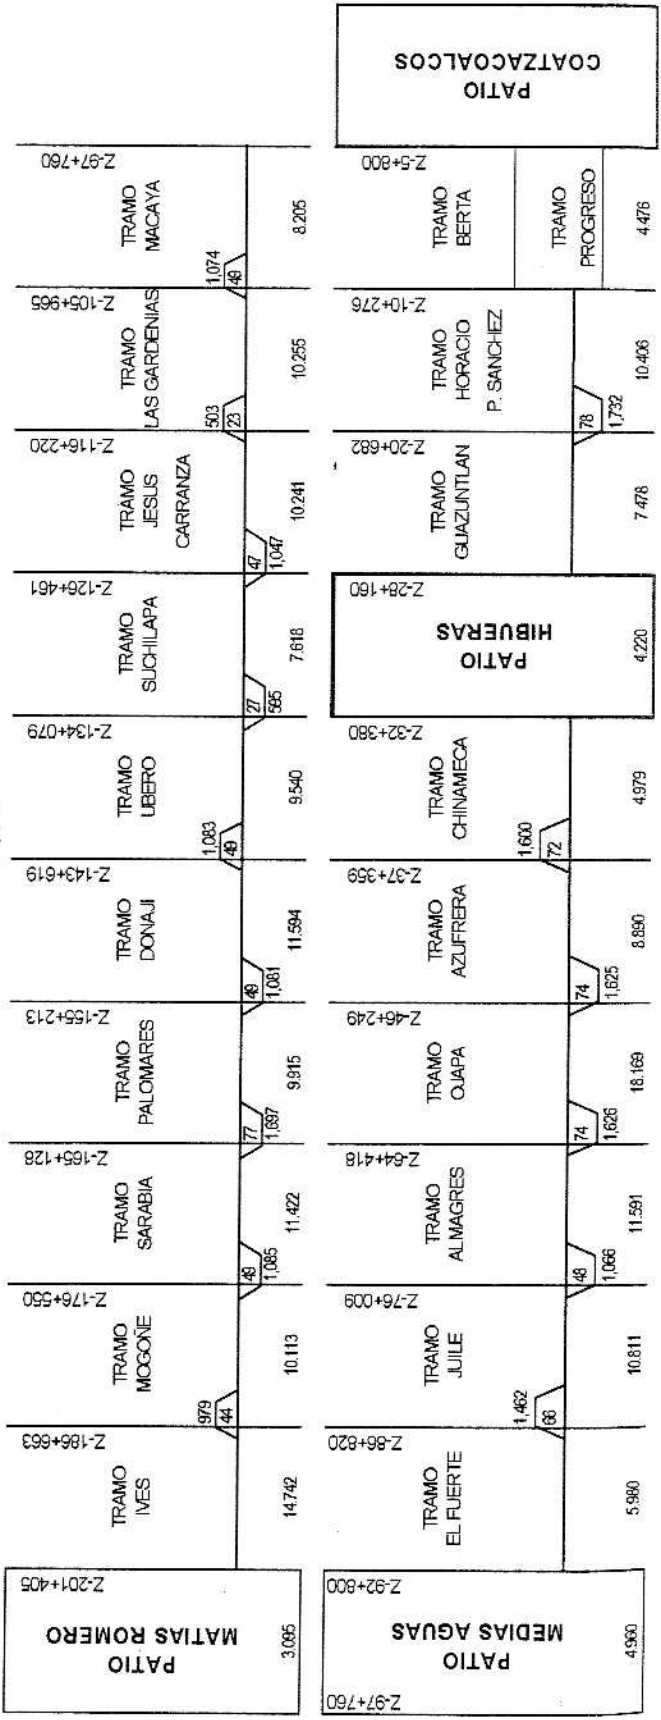 PATIO
MATIAS ROMERO
3.095
Z-201+405
TRAMO
IVES
14.742
Z-186+663
979
44
TRAMO
MOGOÑE
10.113
Z-176+550
49
1,085
TRAMO
SARABIA
11.422
Z-165+128
77
1,697
TRAMO
PALOMARES
9.915
Z-155+213
49
1,081
TRAMO
DONAJI
11.594
Z-143+619
1,083
49
TRAMO
UBERO
9.540
Z-134+079
27
595
TRAMO
SUCHILAPA
7.618
Z-126+461
47
1,047
TRAMO
JESUS
CARRANZA
10.241
Z-116+220
503
23
TRAMO
LAS GARDENIAS
10.255
Z-105+965
1,074
49
TRAMO
MACAYA
8.205
Z-97+760
Z-97+760
PATIO
MEDIAS AGUAS
4.960
Z-92+800
TRAMO
EL FUERTE
5.980
Z-86+820
1,462
66
TRAMO
JUILE
10.811
Z-76+009
48
1,066
TRAMO
ALMAGRES
11.591
Z-64+418
74
1,626
TRAMO
OJAPA
18.169
Z-46+249
74
1,625
TRAMO
AZUFRERA
8.890
Z-37+359
1,600
72
TRAMO
CHINAMECA
4.979
Z-32+380
PATIO
HIBUERAS
4.220
Z-28+160
TRAMO
GUAZUNTLAN
7.478
Z-20+682
78
1,732
TRAMO
HORACIO
P. SANCHEZ
10.406
Z-10+276
TRAMO
BERTA
TRAMO
PROGRESO
4.476
Z-5+800
PATIO
COATZACOALCOS